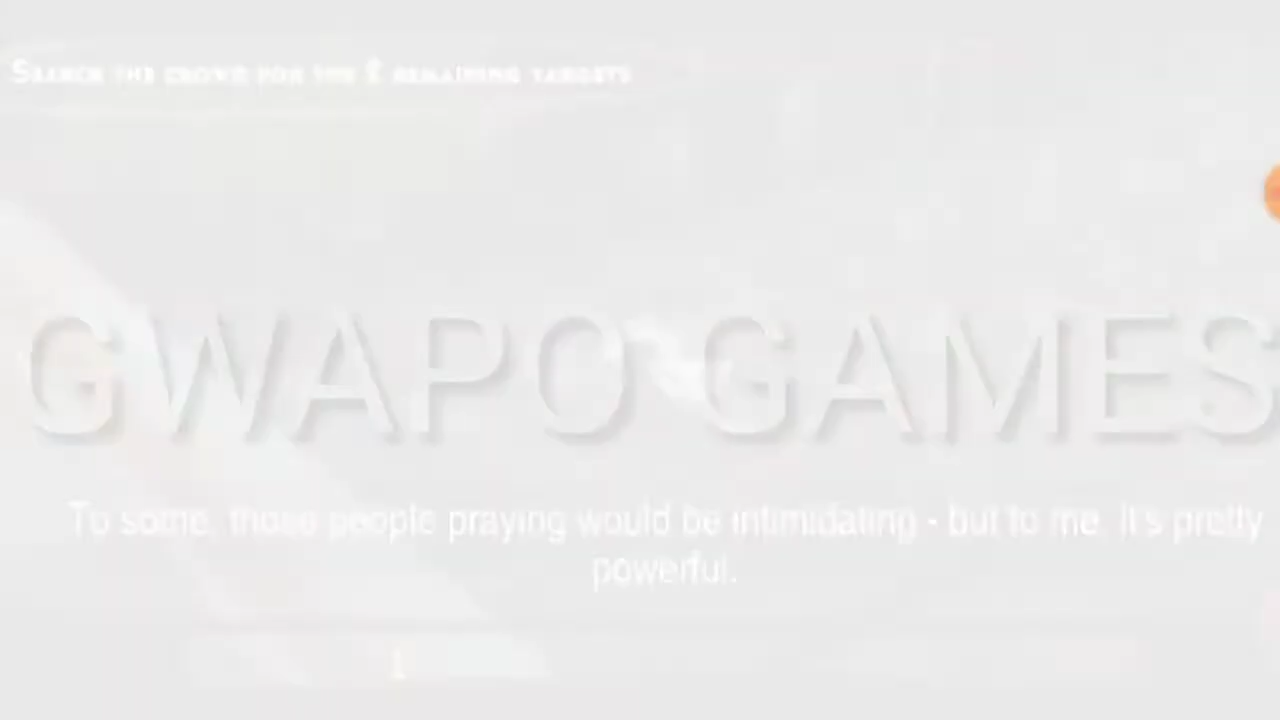 Search the crowd for the 2 remaining targets
GWAPO GAMES
To some, those people praying would be intimidating - but to me, it's pretty
powerful.